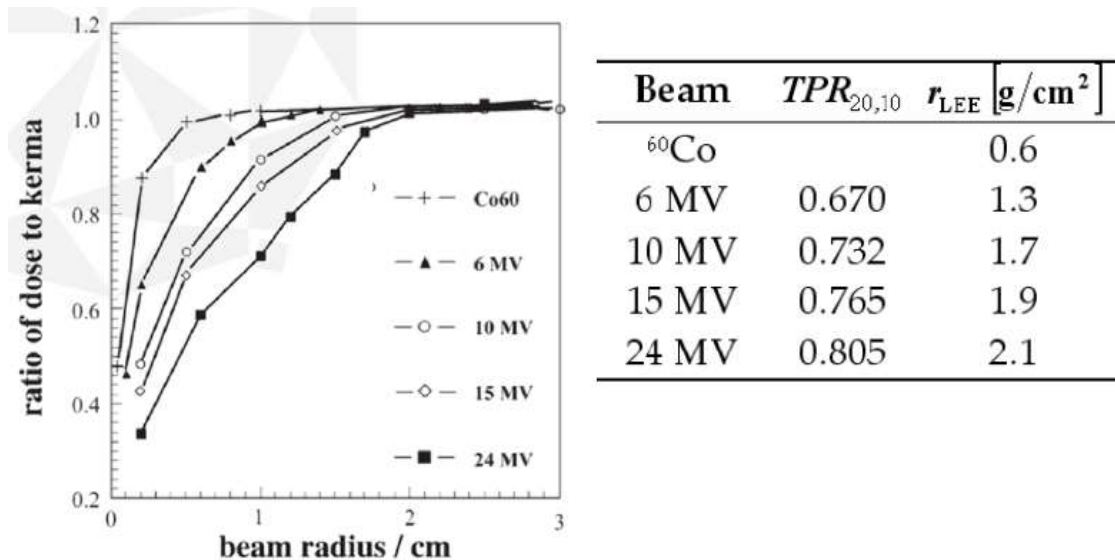 1.2
1.0
0.8
0.6
0.4
0.2
0
1
2
3
ratio of dose to kerma
beam radius / cm
Co60
6 MV
10 MV
15 MV
24 MV
Beam TPR20,10 rLEE [g/cm²]
⁶⁰Co 0.6
6 MV 0.670 1.3
10 MV 0.732 1.7
15 MV 0.765 1.9
24 MV 0.805 2.1